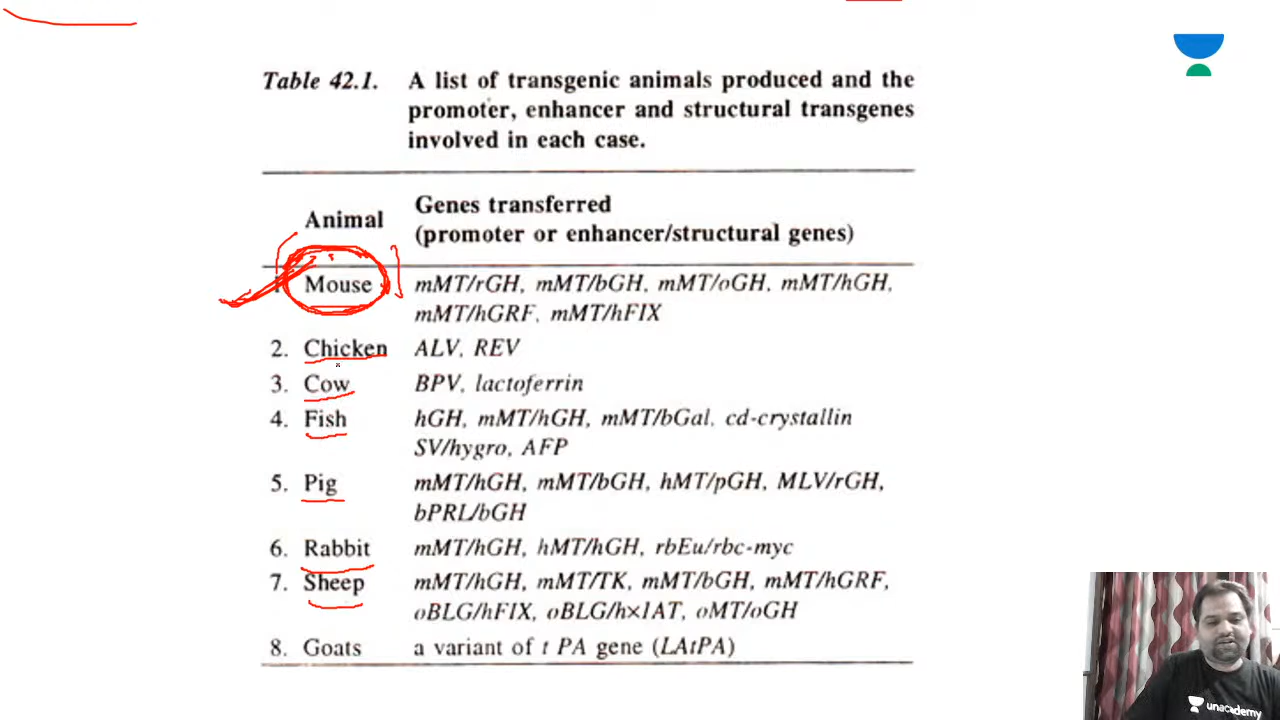 Table 42.1. A list of transgenic animals produced and the
promoter, enhancer and structural transgenes
involved in each case.
Animal Genes transferred
(promoter or enhancer/structural genes)
Mouse mMT/rGH, mMT/bGH, mMT/oGH, mMT/hGH,
mMT/hGRF, mMT/hFIX
2. Chicken ALV, REV
3. Cow BPV, lactoferrin
4. Fish hGH, mMT/hGH, mMT/bGal, cd-crystallin
SV/hygro, AFP
5. Pig mMT/hGH, mMT/bGH, hMT/pGH, MLV/rGH,
bPRL/bGH
6. Rabbit mMT/hGH, hMT/hGH, rbEu/rbc-myc
7. Sheep mMT/hGH, mMT/TK, mMT/bGH, mMT/hGRF,
oBLG/hFIX, oBLG/h×1AT, oMT/oGH
8. Goats a variant of t PA gene (LAtPA)
unacademy